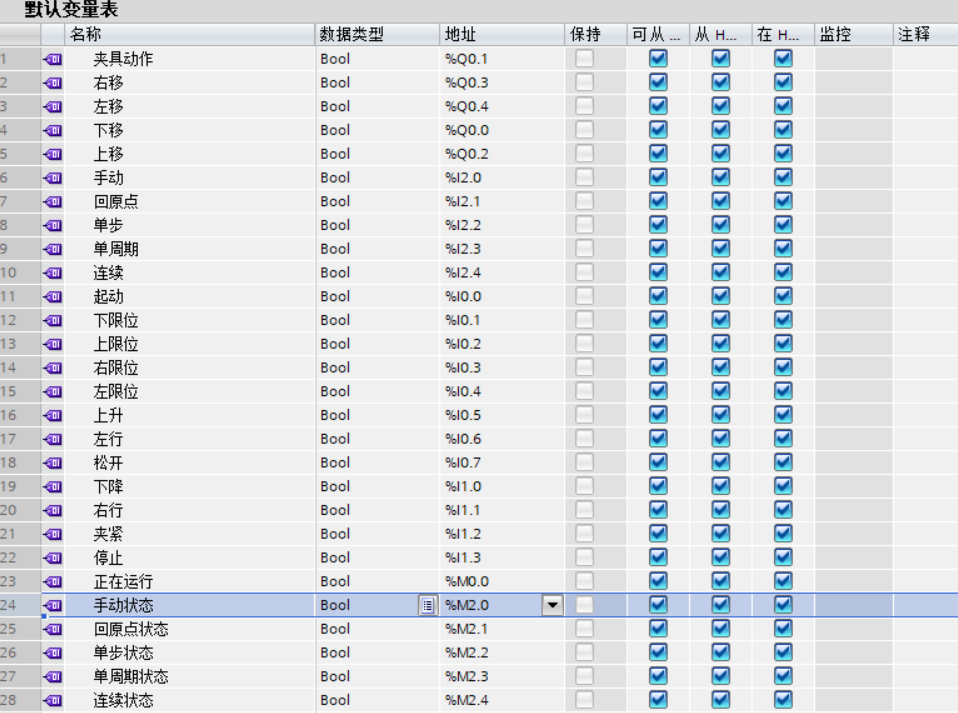 默认变量表
名称 数据类型 地址 保持 可从 ... 从 H... 在 H... 监控 注释
1 夹具动作 Bool %Q0.1
2 右移 Bool %Q0.3
3 左移 Bool %Q0.4
4 下移 Bool %Q0.0
5 上移 Bool %Q0.2
6 手动 Bool %I2.0
7 回原点 Bool %I2.1
8 单步 Bool %I2.2
9 单周期 Bool %I2.3
10 连续 Bool %I2.4
11 起动 Bool %I0.0
12 下限位 Bool %I0.1
13 上限位 Bool %I0.2
14 右限位 Bool %I0.3
15 左限位 Bool %I0.4
16 上升 Bool %I0.5
17 左行 Bool %I0.6
18 松开 Bool %I0.7
19 下降 Bool %I1.0
20 右行 Bool %I1.1
21 夹紧 Bool %I1.2
22 停止 Bool %I1.3
23 正在运行 Bool %M0.0
24 手动状态 Bool %M2.0
25 回原点状态 Bool %M2.1
26 单步状态 Bool %M2.2
27 单周期状态 Bool %M2.3
28 连续状态 Bool %M2.4